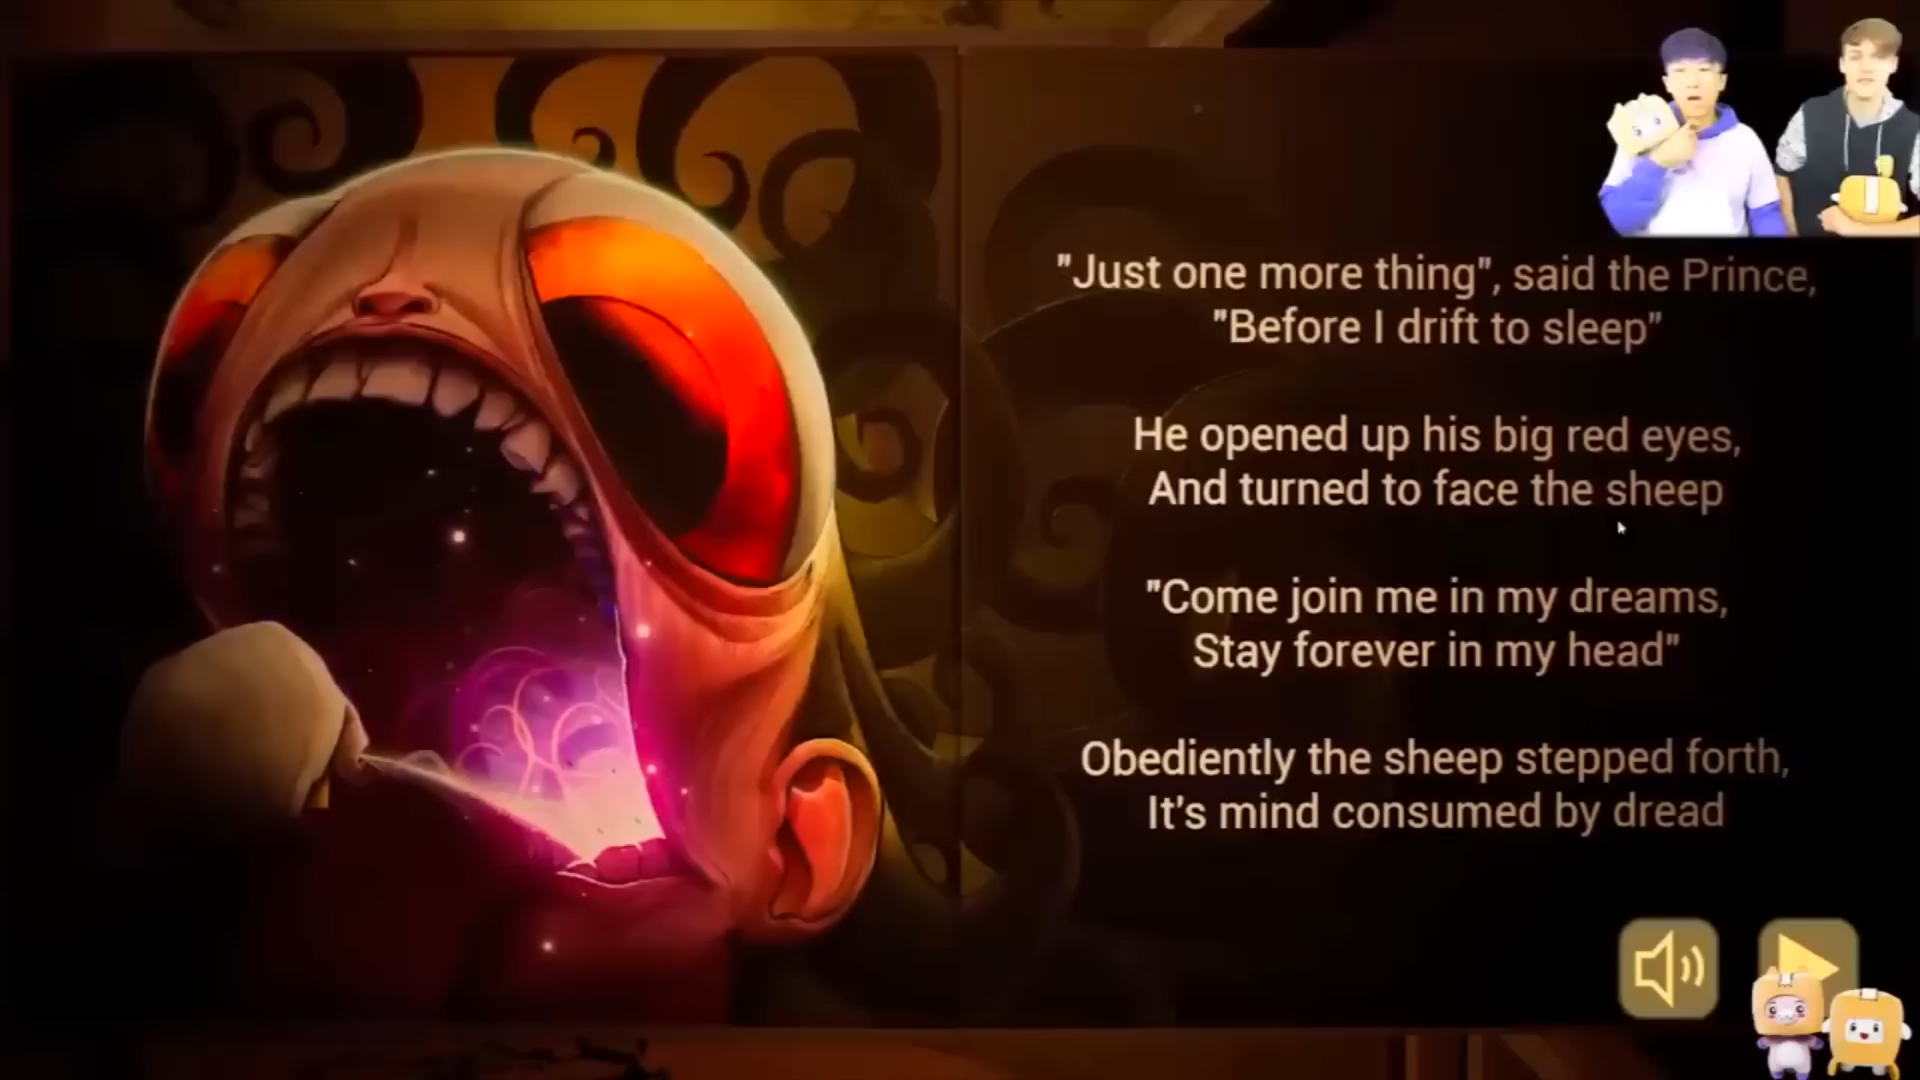 "Just one more thing", said the Prince,
"Before I drift to sleep"
He opened up his big red eyes,
And turned to face the sheep
"Come join me in my dreams,
Stay forever in my head"
Obediently the sheep stepped forth,
It's mind consumed by dread